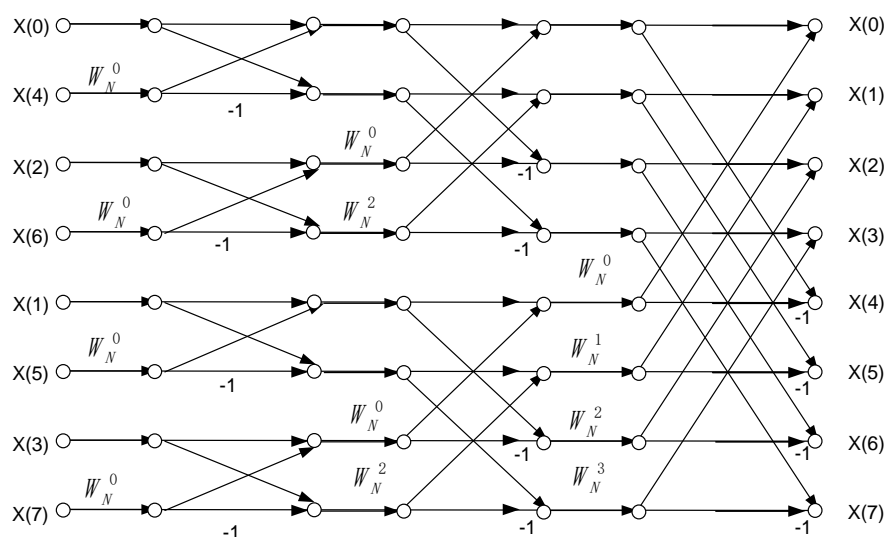 X(0) X(0)
W_N^0
X(4) -1 X(1)
W_N^0
X(2) -1 X(2)
W_N^0 W_N^2
X(6) -1 -1 X(3)
W_N^0
X(1) -1 X(4)
W_N^0 W_N^1
X(5) -1 -1 X(5)
W_N^0 W_N^2
X(3) -1 -1 X(6)
W_N^0 W_N^2 W_N^3
X(7) -1 -1 -1 X(7)